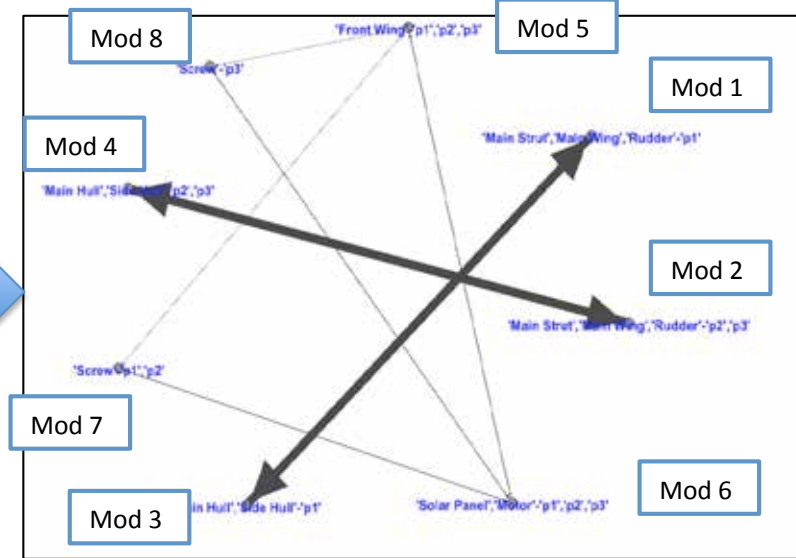 Mod 8
Mod 5
'Front Wing'-'p1','p2','p3'
'Screw'-'p3'
Mod 1
'Main Strut','Main Wing','Rudder'-'p1'
Mod 4
'Main Hull','Side 'p2','p3'
Mod 2
'Main Strut','Main Wing','Rudder'-'p2','p3'
'Screw'-'p1','p2'
Mod 7
Mod 6
Mod 3
Hull','Side Hull'-'p1'
'Solar Panel','Motor'-'p1','p2','p3'